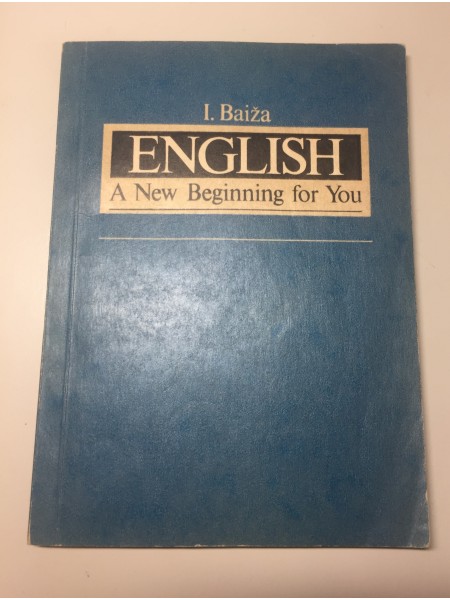 I. Baiža
ENGLISH
A New Beginning for You